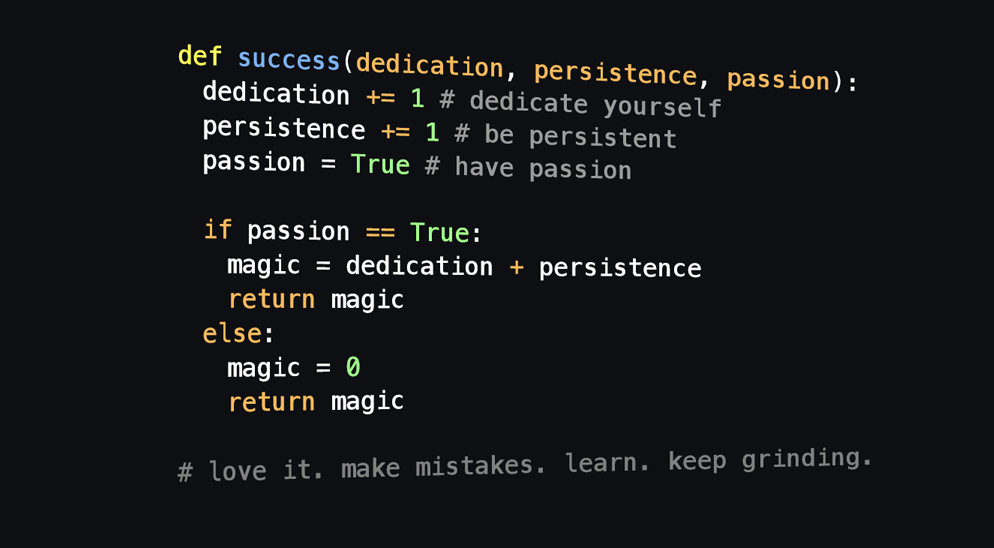 def success(dedication, persistence, passion):
  dedication += 1 # dedicate yourself
  persistence += 1 # be persistent
  passion = True # have passion

  if passion == True:
    magic = dedication + persistence
    return magic
  else:
    magic = 0
    return magic

# love it. make mistakes. learn. keep grinding.